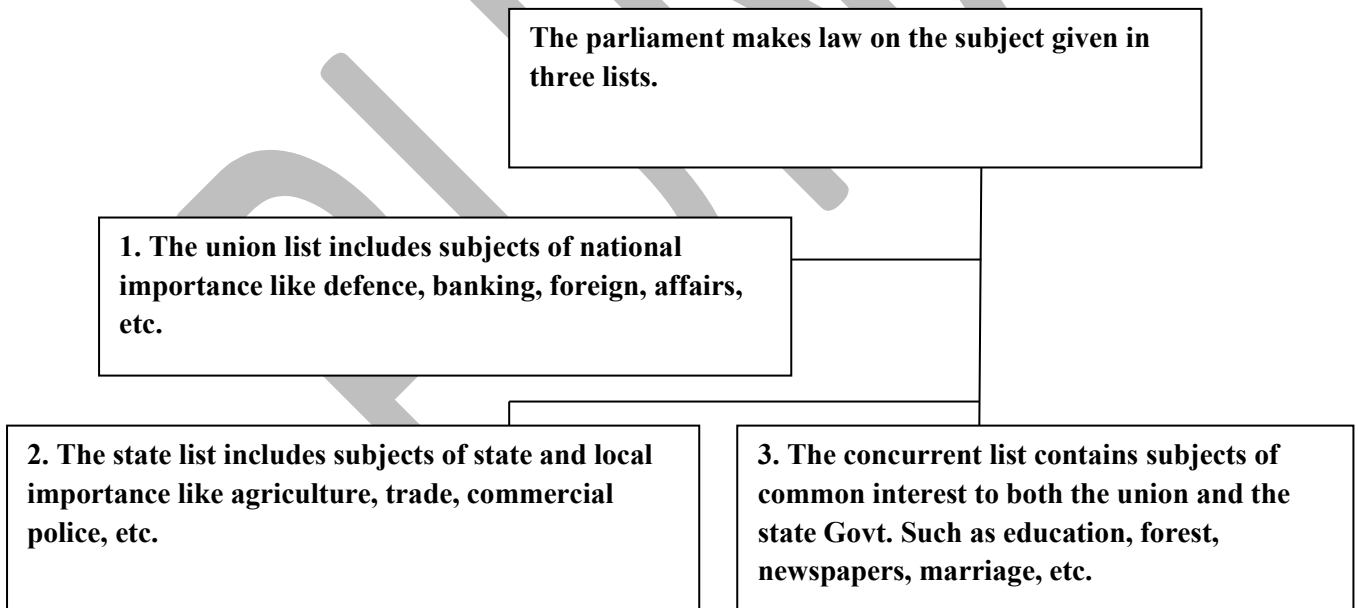 The parliament makes law on the subject given in
three lists.
1. The union list includes subjects of national
importance like defence, banking, foreign, affairs,
etc.
2. The state list includes subjects of state and local
importance like agriculture, trade, commercial
police, etc.
3. The concurrent list contains subjects of
common interest to both the union and the
state Govt. Such as education, forest,
newspapers, marriage, etc.